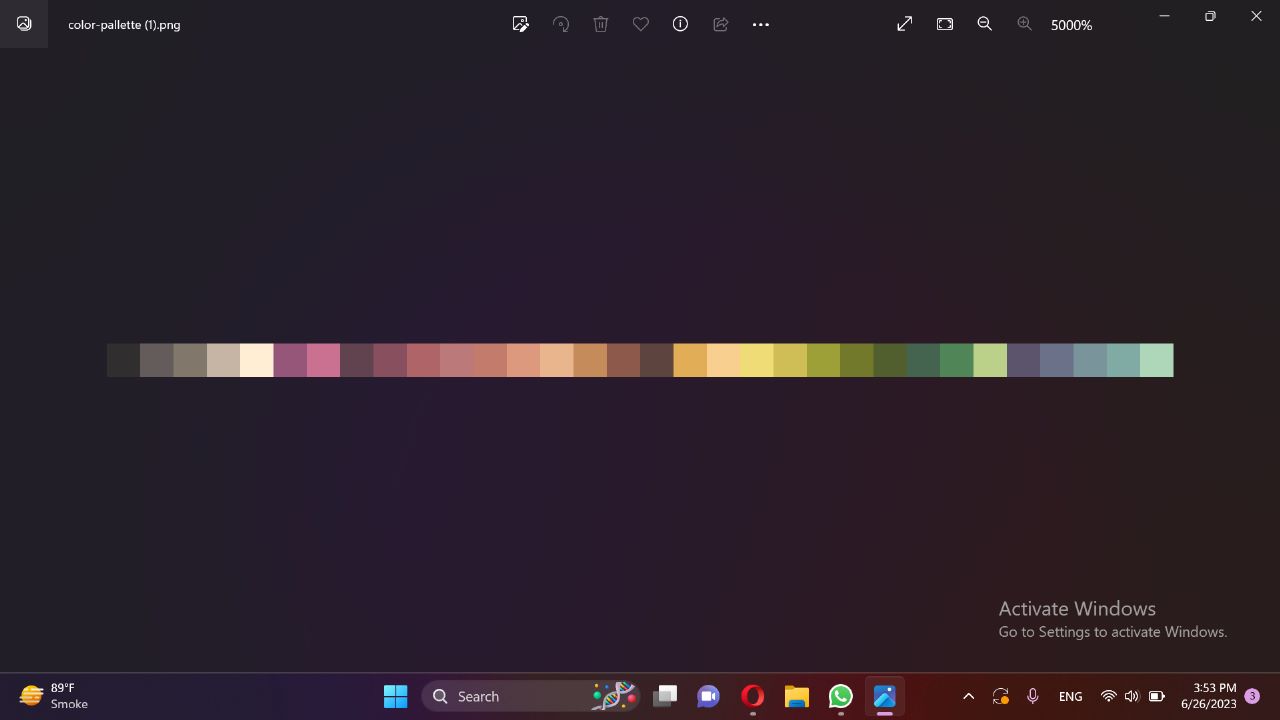 color-pallette (1).png
5000%
Activate Windows
Go to Settings to activate Windows.
89°F
Smoke
Search
ENG
3:53 PM
6/26/2023
3